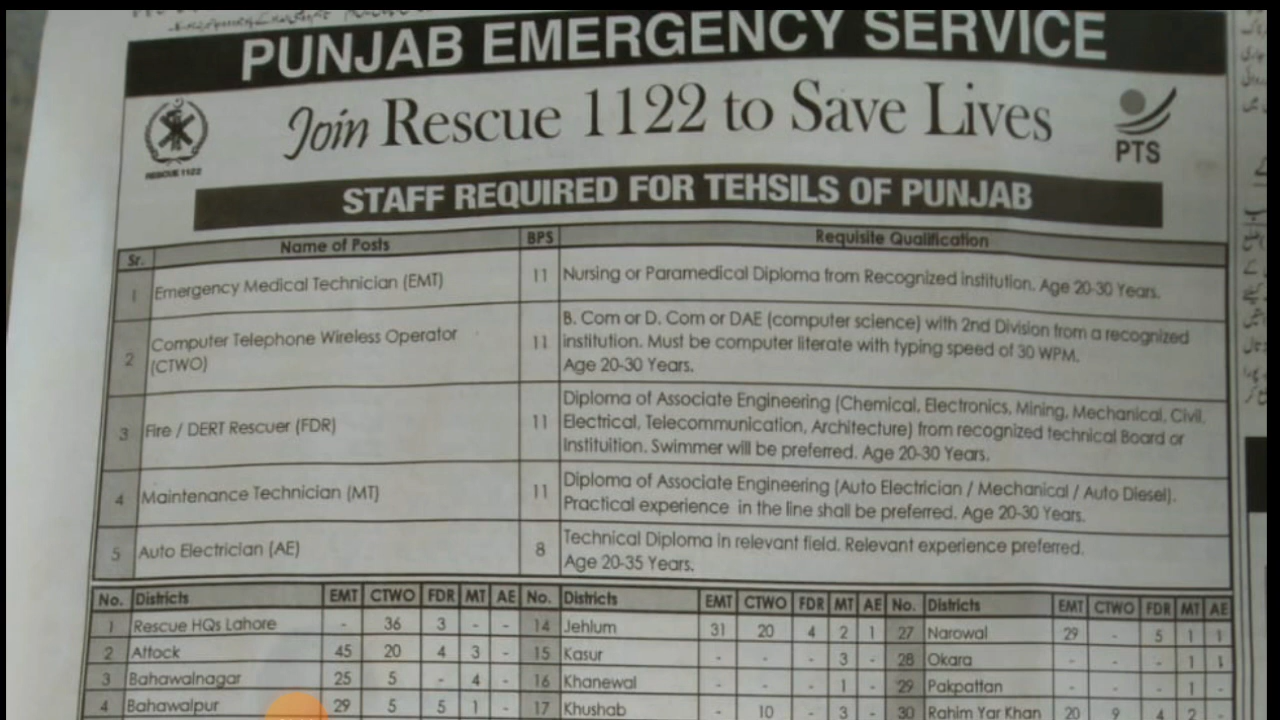 PUNJAB EMERGENCY SERVICE
Join Rescue 1122 to Save Lives
RESCUE 1122
PTS
STAFF REQUIRED FOR TEHSILS OF PUNJAB
Sr. Name of Posts BPS Requisite Qualification
1 Emergency Medical Technician (EMT) 11 Nursing or Paramedical Diploma from Recognized institution. Age 20-30 Years.
2 Computer Telephone Wireless Operator
(CTWO)
11 B. Com or D. Com or DAE (computer science) with 2nd Division from a recognized
institution. Must be computer literate with typing speed of 30 WPM.
Age 20-30 Years.
3 Fire / DERT Rescuer (FDR) 11 Diploma of Associate Engineering (Chemical, Electronics, Mining, Mechanical, Civil,
Electrical, Telecommunication, Architecture) from recognized technical Board or
Instituition. Swimmer will be preferred. Age 20-30 Years.
4 Maintenance Technician (MT) 11 Diploma of Associate Engineering (Auto Electrician / Mechanical / Auto Diesel).
Practical experience in the line shall be preferred. Age 20-30 Years.
5 Auto Electrician (AE) 8 Technical Diploma in relevant field. Relevant experience preferred.
Age 20-35 Years.
No. Districts EMT CTWO FDR MT AE No. Districts EMT CTWO FDR MT AE No. Districts EMT CTWO FDR MT AE
1 Rescue HQs Lahore - 36 3 - - 14 Jehlum 31 20 4 2 1 27 Narowal 29 - 5 1 1
2 Attock 45 20 4 3 - 15 Kasur - - - 3 - 28 Okara - - - 1 1
3 Bahawalnagar 25 5 - 4 - 16 Khanewal - - - 1 - 29 Pakpattan - - - 1 -
4 Bahawalpur 29 5 5 1 - 17 Khushab - 10 - 3 - 30 Rahim Yar Khan 20 9 4 2 -